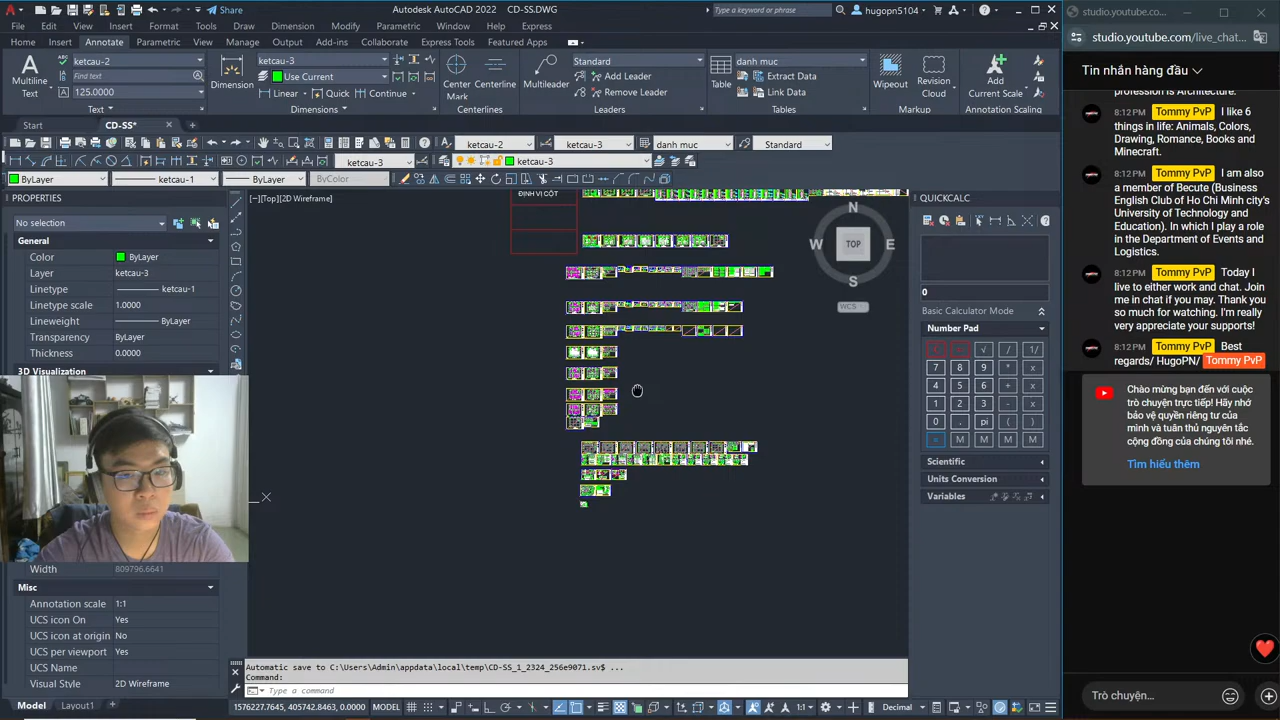 Share
Autodesk AutoCAD 2022 CD-SS.DWG
Type a keyword or phrase
hugopn5104
studio.youtube.co...
File Edit View Insert Format Tools Draw Dimension Modify Parametric Window Help Express
studio.youtube.com/live_chat...
Home Insert Annotate Parametric View Manage Output Add-ins Collaborate Express Tools Featured Apps
Multiline
Text
ketcau-2
Find text
125.0000
Text
Dimension
ketcau-3
Use Current
Linear Quick Continue
Dimensions
Center
Mark
Centerline
Centerlines
Multileader
Standard
Add Leader
Remove Leader
Leaders
Table
danh muc
Extract Data
Link Data
Tables
Wipeout
Revision
Cloud
Markup
Add
Current Scale
Annotation Scaling
Start CD-SS*
ketcau-2 ketcau-3 danh muc Standard
ketcau-3 ketcau-3
ByLayer ketcau-1 ByLayer ByColor
PROPERTIES
No selection
General
Color ByLayer
Layer ketcau-3
Linetype ketcau-1
Linetype scale 1.0000
Lineweight ByLayer
Transparency ByLayer
Thickness 0.0000
3D Visualization
Width 809796.6641
Misc
Annotation scale 1:1
UCS icon On Yes
UCS icon at origin No
UCS per viewport Yes
UCS Name
Visual Style 2D Wireframe
[−][Top][2D Wireframe]
ĐỊNH VỊ CỘT
N
W TOP E
S
WCS
QUICKCALC
0
Basic Calculator Mode
Number Pad
C √ / 1/
7 8 9 * x
4 5 6 + x
1 2 3 - x
0 . pi ( )
= M M M M
Scientific
Units Conversion
Variables
Automatic save to C:\Users\Admin\appdata\local\temp\CD-SS_1_2324_256e9071.sv$ ...
Command:
Type a command
Model Layout1
1576227.7645, 405742.8463, 0.0000 MODEL 1:1 Decimal
Tin nhắn hàng đầu
profession is Architecture.
8:12 PM Tommy PvP I like 6
things in life: Animals, Colors,
Drawing, Romance, Books and
Minecraft.
8:12 PM Tommy PvP I am also
a member of Becute (Business
English Club of Ho Chi Minh city's
University of Technology and
Education). In which I play a role
in the Department of Events and
Logistics.
8:12 PM Tommy PvP Today I
live to either work and chat. Join
me in chat if you may. Thank you
so much for watching. I'm really
very appreciate your supports!
8:12 PM Tommy PvP Best
regards/ HugoPN/ Tommy PvP
Chào mừng bạn đến với cuộc
trò chuyện trực tiếp! Hãy nhớ
bảo vệ quyền riêng tư của
mình và tuân thủ nguyên tắc
cộng đồng của chúng tôi nhé.
Tìm hiểu thêm
Trò chuyện...